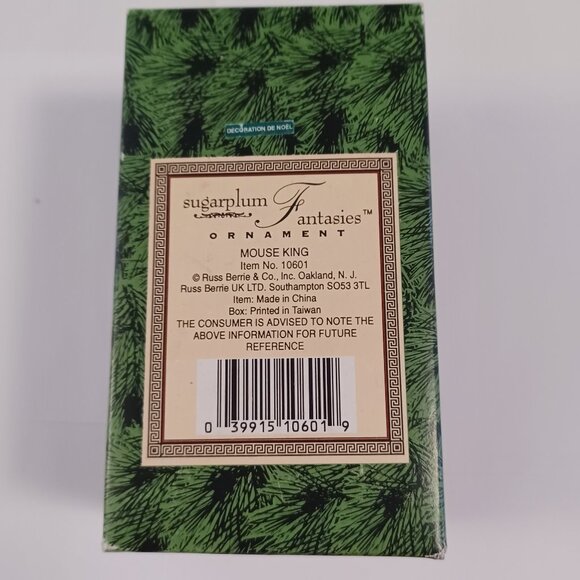 DÉCORATION DE NOËL
sugarplum Fantasies™
ORNAMENT
MOUSE KING
Item No. 10601
© Russ Berrie & Co., Inc. Oakland, N. J.
Russ Berrie UK LTD. Southampton SO53 3TL
Item: Made in China
Box: Printed in Taiwan
THE CONSUMER IS ADVISED TO NOTE THE
ABOVE INFORMATION FOR FUTURE
REFERENCE
0 39915 10601 9